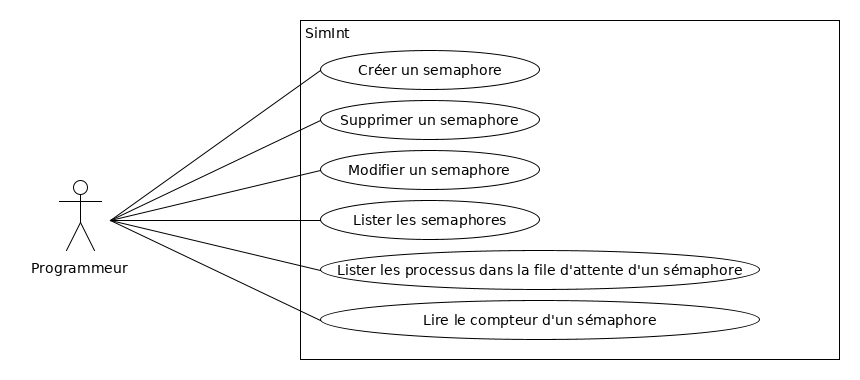 SimInt
Créer un semaphore
Supprimer un semaphore
Modifier un semaphore
Lister les semaphores
Programmeur
Lister les processus dans la file d'attente d'un sémaphore
Lire le compteur d'un sémaphore